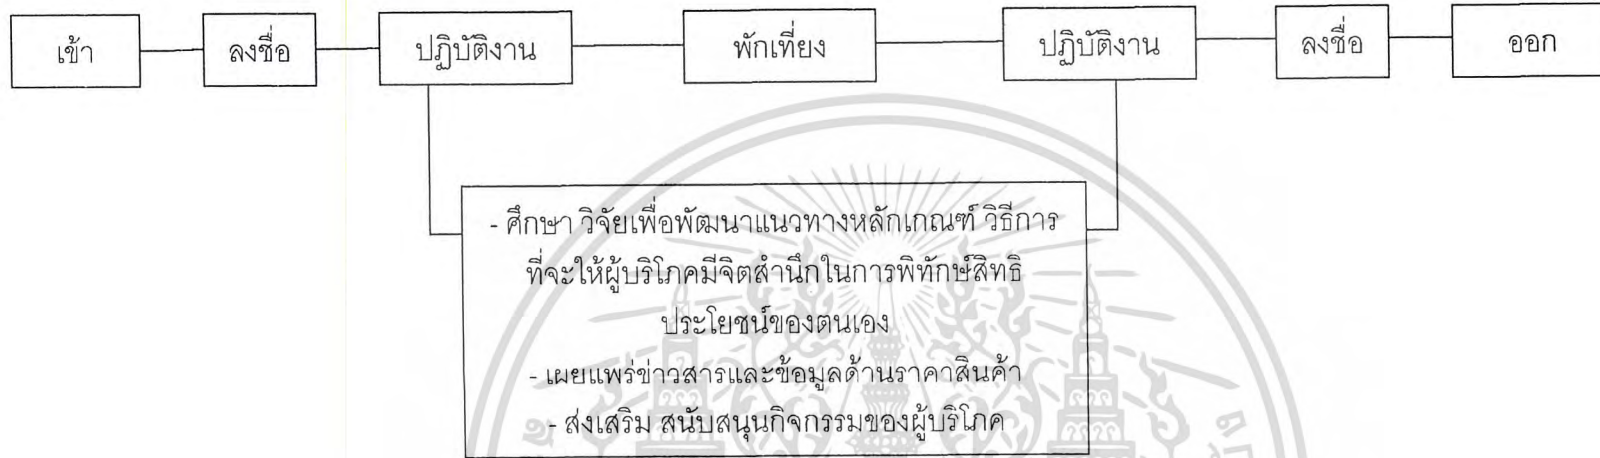 เข้า
ลงชื่อ
ปฏิบัติงาน
พักเที่ยง
ปฏิบัติงาน
ลงชื่อ
ออก
- ศึกษา วิจัยเพื่อพัฒนาแนวทางหลักเกณฑ์ วิธีการ
ที่จะให้ผู้บริโภคมีจิตสำนึกในการพิทักษ์สิทธิ
ประโยชน์ของตนเอง
- เผยแพร่ข่าวสารและข้อมูลด้านราคาสินค้า
- ส่งเสริม สนับสนุนกิจกรรมของผู้บริโภค